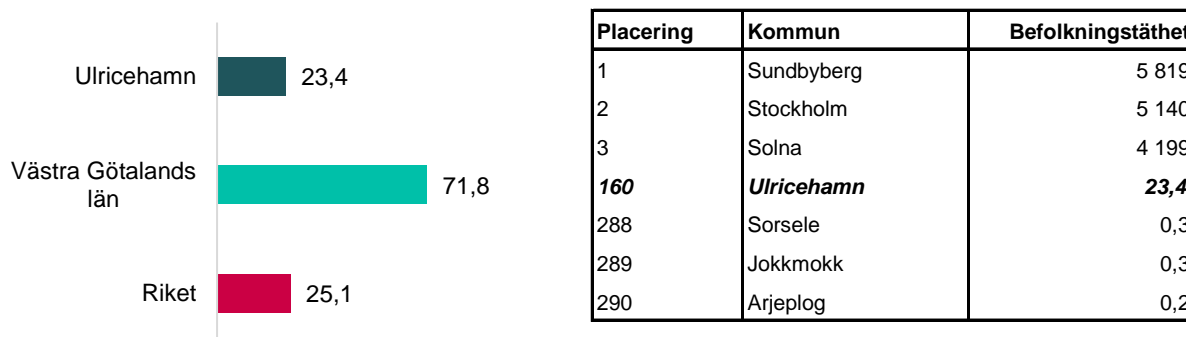 Ulricehamn
23,4
Västra Götalands
län
71,8
Riket
25,1
Placering Kommun Befolkningstäthet
1 Sundbyberg 5 819
2 Stockholm 5 140
3 Solna 4 199
160 Ulricehamn 23,4
288 Sorsele 0,3
289 Jokkmokk 0,3
290 Arjeplog 0,2